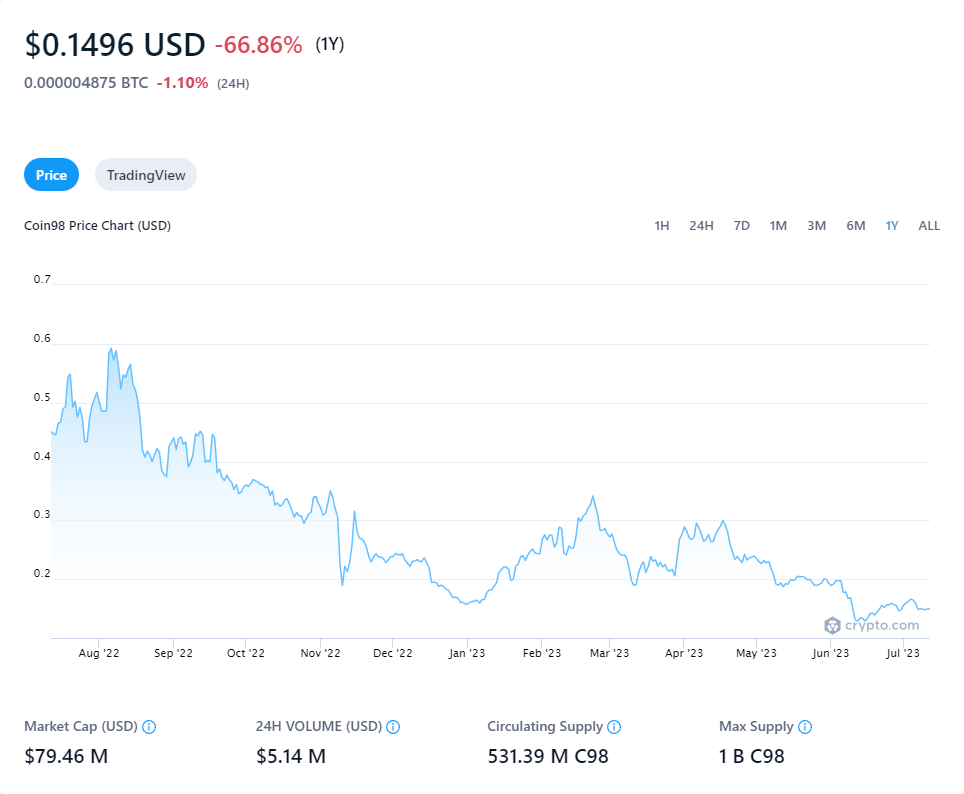 $0.1496 USD -66.86% (1Y)
0.000004875 BTC -1.10% (24H)
Price TradingView
Coin98 Price Chart (USD) 1H 24H 7D 1M 3M 6M 1Y ALL
0.7
0.6
0.5
0.4
0.3
0.2
crypto.com
Aug '22 Sep '22 Oct '22 Nov '22 Dec '22 Jan '23 Feb '23 Mar '23 Apr '23 May '23 Jun '23 Jul '23
Market Cap (USD) 24H VOLUME (USD) Circulating Supply Max Supply
$79.46 M $5.14 M 531.39 M C98 1 B C98